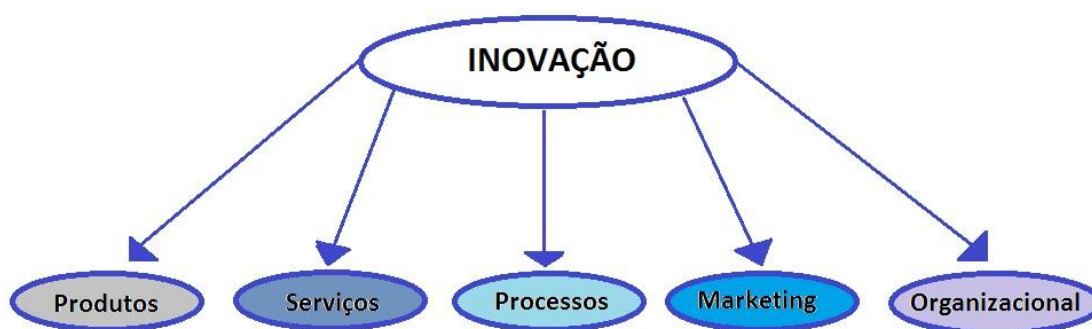 INOVAÇÃO
Produtos
Serviços
Processos
Marketing
Organizacional